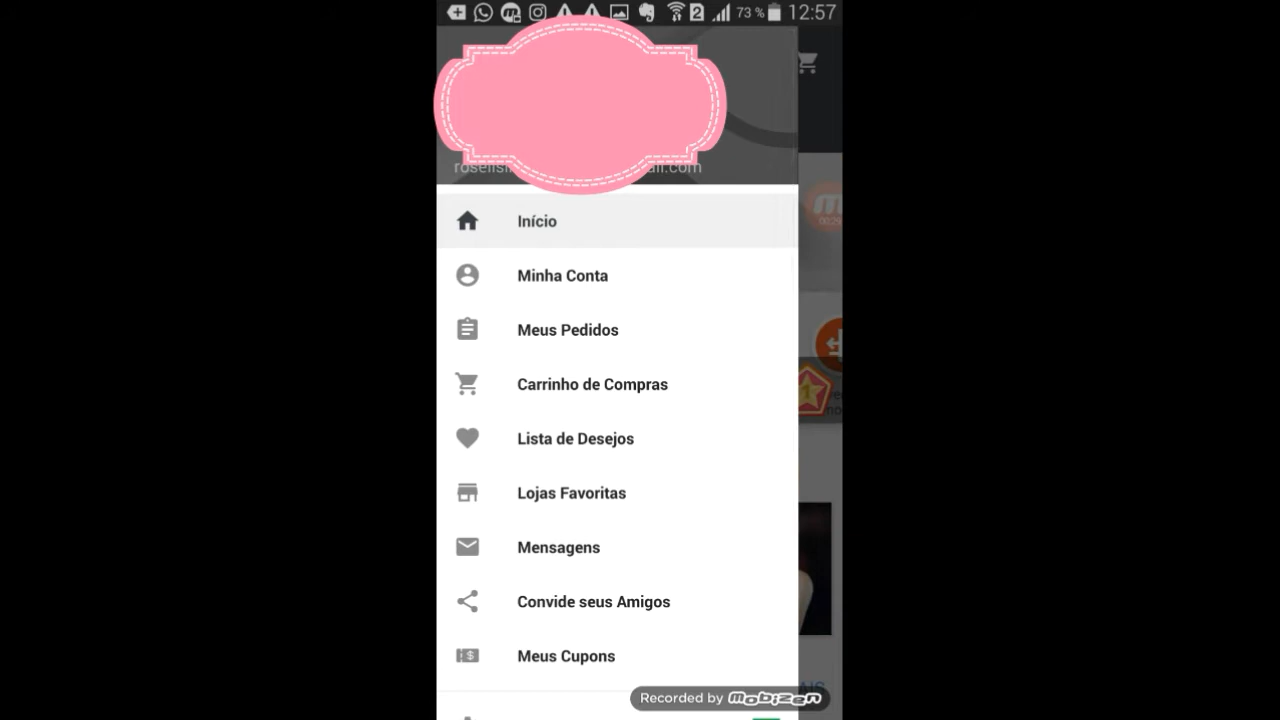 73 % 12:57
Início
Minha Conta
Meus Pedidos
Carrinho de Compras
Lista de Desejos
Lojas Favoritas
Mensagens
Convide seus Amigos
Meus Cupons
Recorded by mobizen